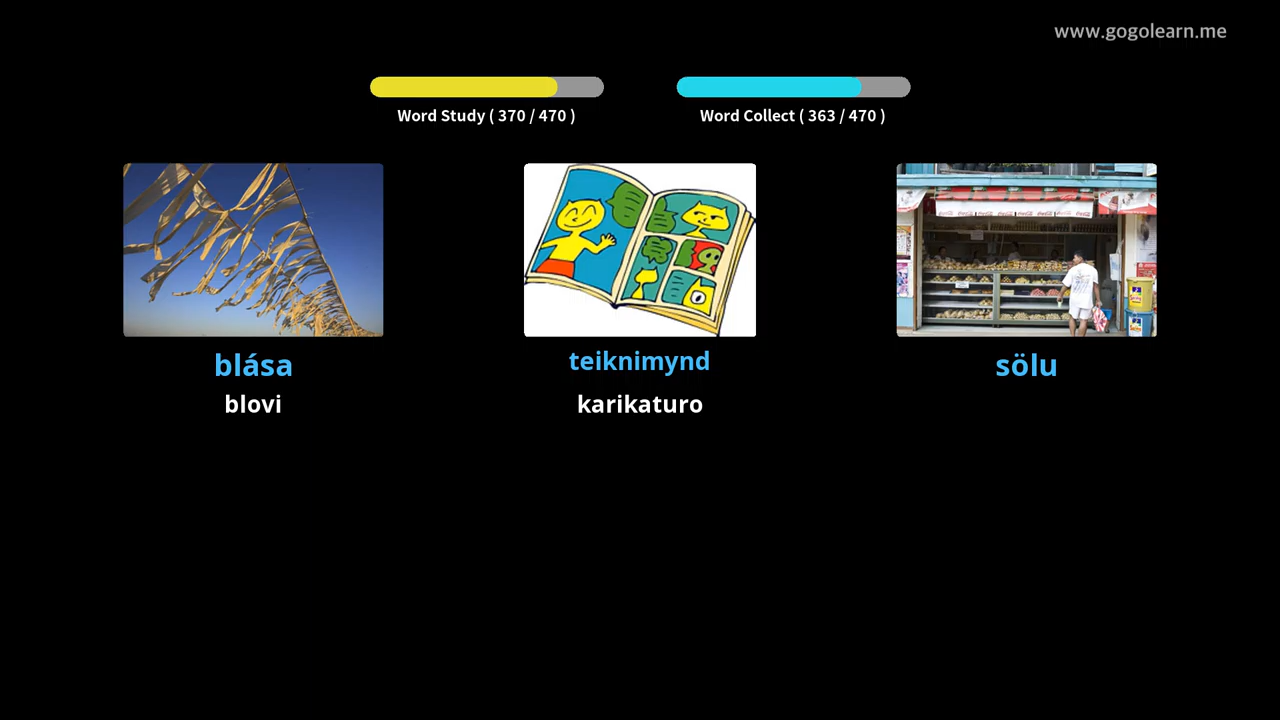 www.gogolearn.me
Word Study ( 370 / 470 )
Word Collect ( 363 / 470 )
blása
teiknimynd
sölu
blovi
karikaturo